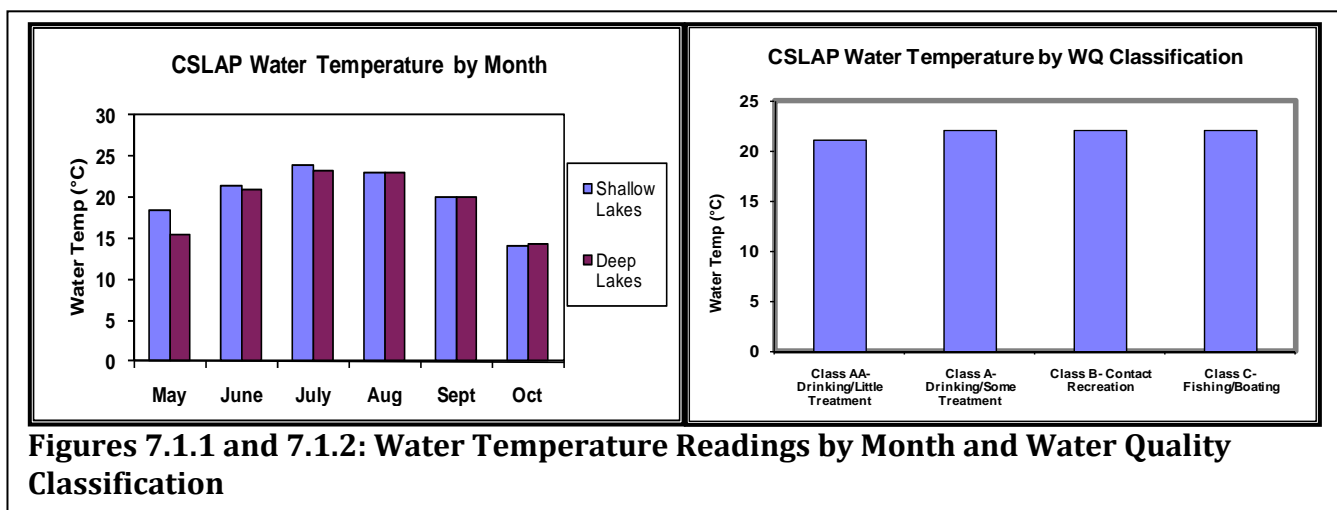 CSLAP Water Temperature by Month
30
25
20
15
10
5
0
Water Temp (°C)
May June July Aug Sept Oct
Shallow
Lakes
Deep
Lakes
CSLAP Water Temperature by WQ Classification
25
20
15
10
5
0
Water Temp (°C)
Class AA-
Drinking/Little
Treatment
Class A-
Drinking/Some
Treatment
Class B- Contact
Recreation
Class C-
Fishing/Boating
Figures 7.1.1 and 7.1.2: Water Temperature Readings by Month and Water Quality
Classification